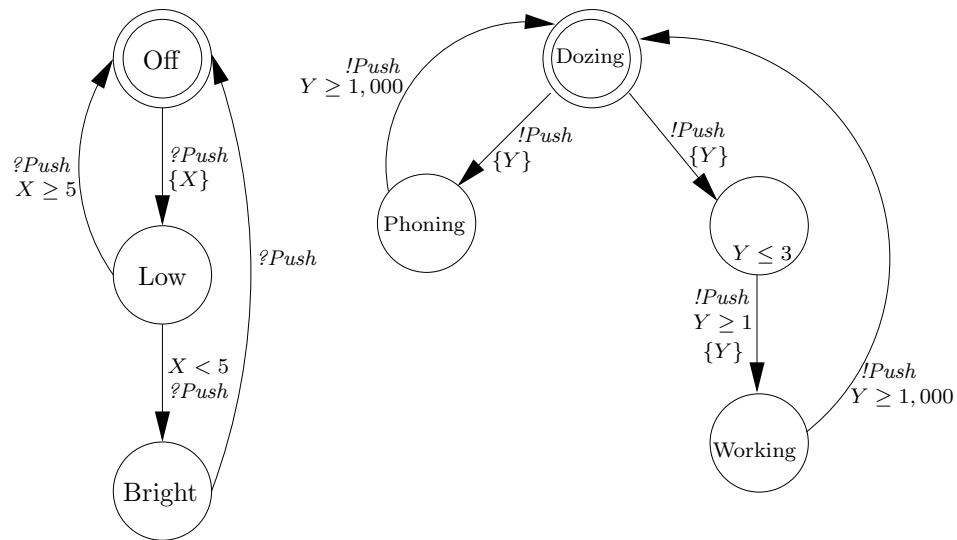 Off
?Push
{X}
?Push
X ≥ 5
Low
?Push
X < 5
?Push
Bright
Dozing
!Push
Y ≥ 1,000
!Push
{Y}
!Push
{Y}
Phoning
Y ≤ 3
!Push
Y ≥ 1
{Y}
!Push
Y ≥ 1,000
Working